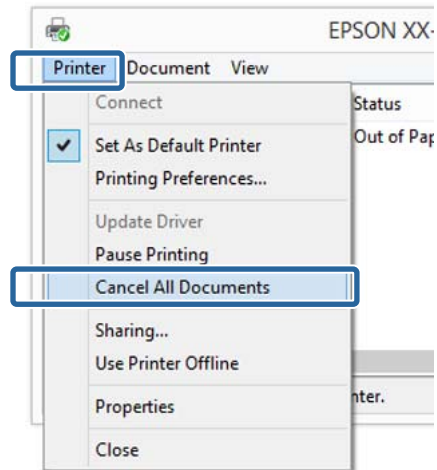 EPSON XX-
Printer Document View
Connect
Status
Set As Default Printer
Out of Pap
Printing Preferences...
Update Driver
Pause Printing
Cancel All Documents
Sharing...
Use Printer Offline
Properties
nter.
Close